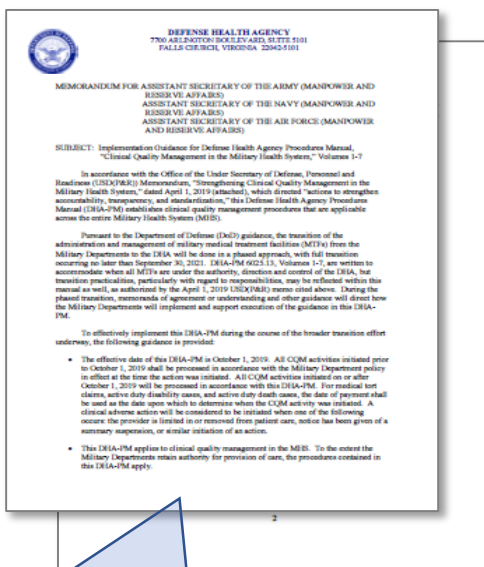 DEFENSE HEALTH AGENCY
7700 ARLINGTON BOULEVARD, SUITE 5101
FALLS CHURCH, VIRGINIA 22042-5101
MEMORANDUM FOR ASSISTANT SECRETARY OF THE ARMY (MANPOWER AND
RESERVE AFFAIRS)
ASSISTANT SECRETARY OF THE NAVY (MANPOWER AND
RESERVE AFFAIRS)
ASSISTANT SECRETARY OF THE AIR FORCE (MANPOWER
AND RESERVE AFFAIRS)
SUBJECT: Implementation Guidance for Defense Health Agency Procedures Manual,
"Clinical Quality Management in the Military Health System," Volumes 1-7
In accordance with the Office of the Under Secretary of Defense, Personnel and
Readiness (USD(P&R)) Memorandum, "Strengthening Clinical Quality Management in the
Military Health System," dated April 1, 2019 (attached), which directed "actions to strengthen
accountability, transparency, and standardization," this Defense Health Agency Procedures
Manual (DHA-PM) establishes clinical quality management procedures that are applicable
across the entire Military Health System (MHS).
Pursuant to the Department of Defense (DoD) guidance, the transition of the
administration and management of military medical treatment facilities (MTFs) from the
Military Departments to the DHA will be done in a phased approach, with full transition
occurring no later than September 30, 2021. DHA-PM 6025.13, Volumes 1-7, are written to
accommodate when all MTFs are under the authority, direction and control of the DHA, but
transition practicalities, particularly with regard to responsibilities, may be reflected within this
manual as well, as authorized by the April 1, 2019 USD(P&R) memo cited above. During the
phased transition, memoranda of agreement or understanding and other guidance will direct how
the Military Departments will implement and support execution of the guidance in this DHA-
PM.
To effectively implement this DHA-PM during the course of the broader transition effort
underway, the following guidance is provided:
• The effective date of this DHA-PM is October 1, 2019. All CQM activities initiated prior
to October 1, 2019 shall be processed in accordance with the Military Department policy
in effect at the time the action was initiated. All CQM activities initiated on or after
October 1, 2019 will be processed in accordance with this DHA-PM. For medical tort
claims, active duty disability cases, and active duty death cases, the date of payment shall
be used as the date upon which to determine when the CQM activity was initiated. A
clinical adverse action will be considered to be initiated when one of the following
occurs: the provider is limited in or removed from patient care, notice has been given of a
summary suspension, or similar initiation of an action.
• This DHA-PM applies to clinical quality management in the MHS. To the extent the
Military Departments retain authority for provision of care, the procedures contained in
this DHA-PM apply.
2